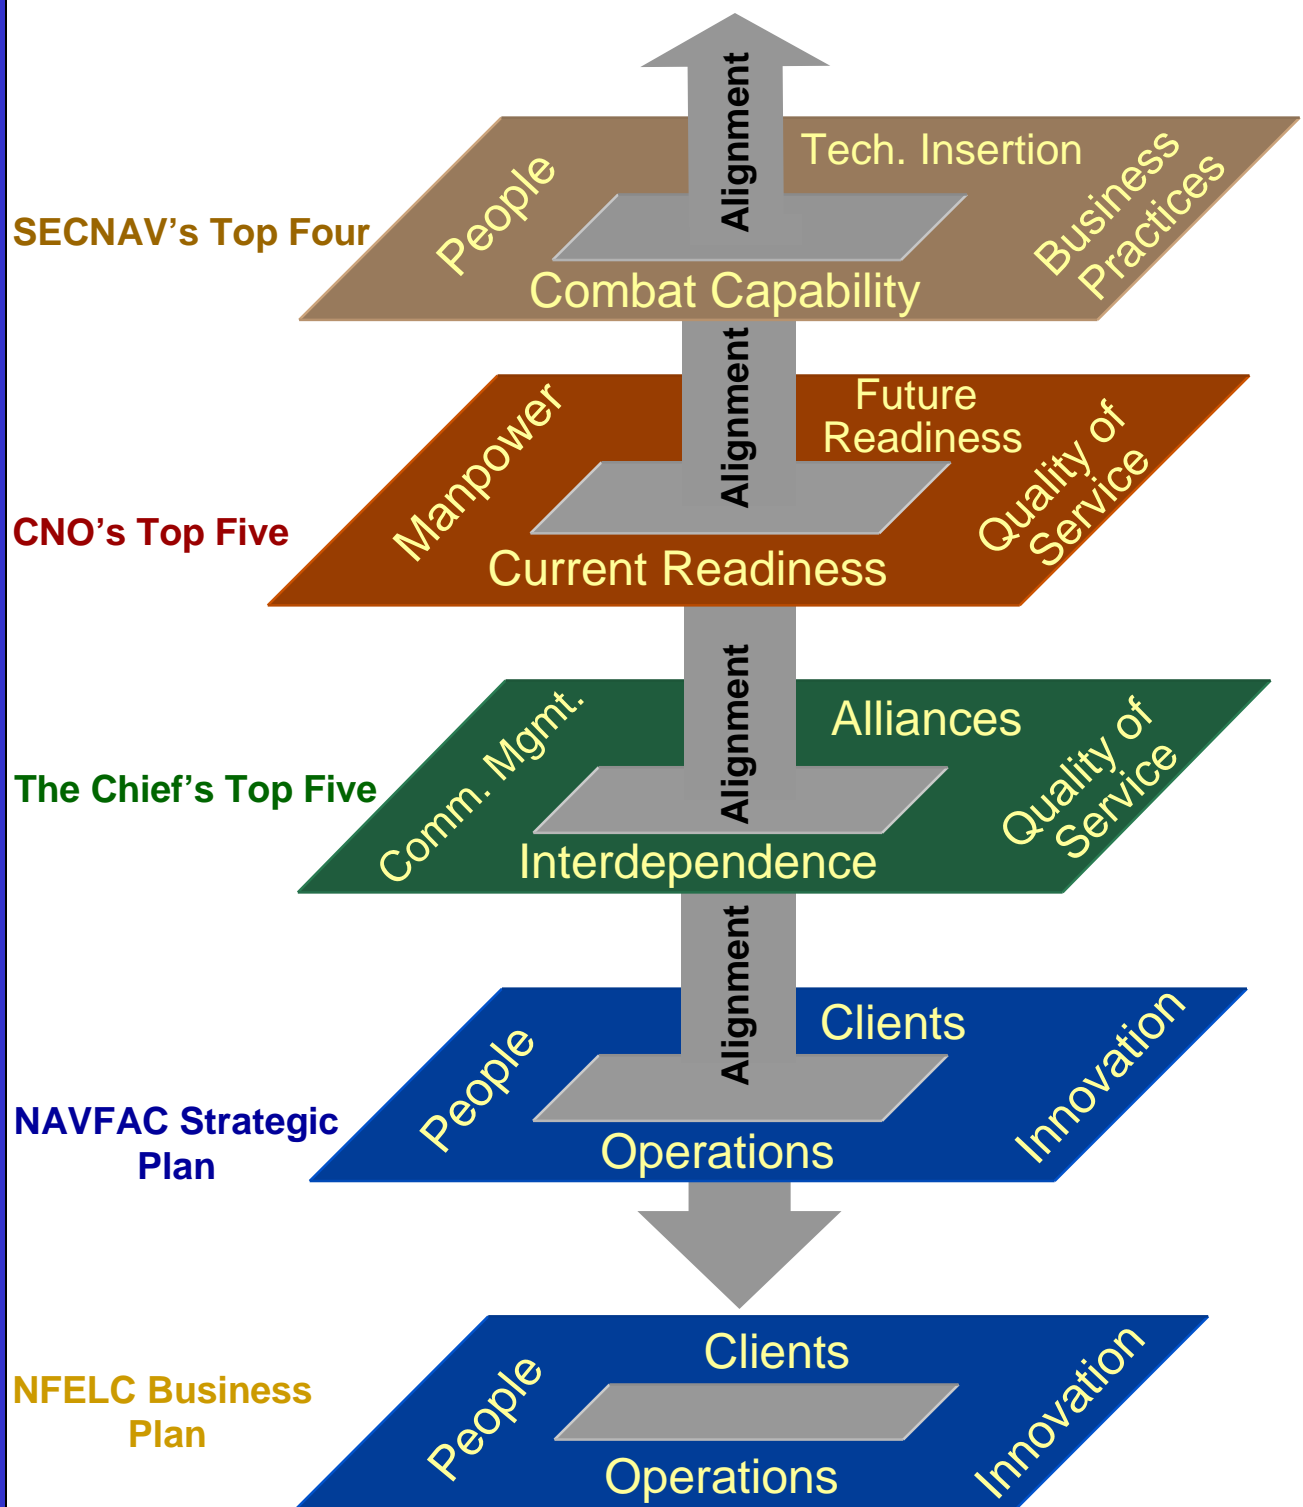 Alignment
Tech. Insertion
People
Business
Practices
SECNAV’s Top Four
Combat Capability
Alignment
Manpower
Future
Readiness
Quality of
Service
CNO’s Top Five
Current Readiness
Alignment
Comm. Mgmt.
Alliances
Quality of
Service
The Chief’s Top Five
Interdependence
Alignment
People
Clients
Innovation
NAVFAC Strategic
Plan
Operations
Clients
People
Innovation
NFELC Business
Plan
Operations